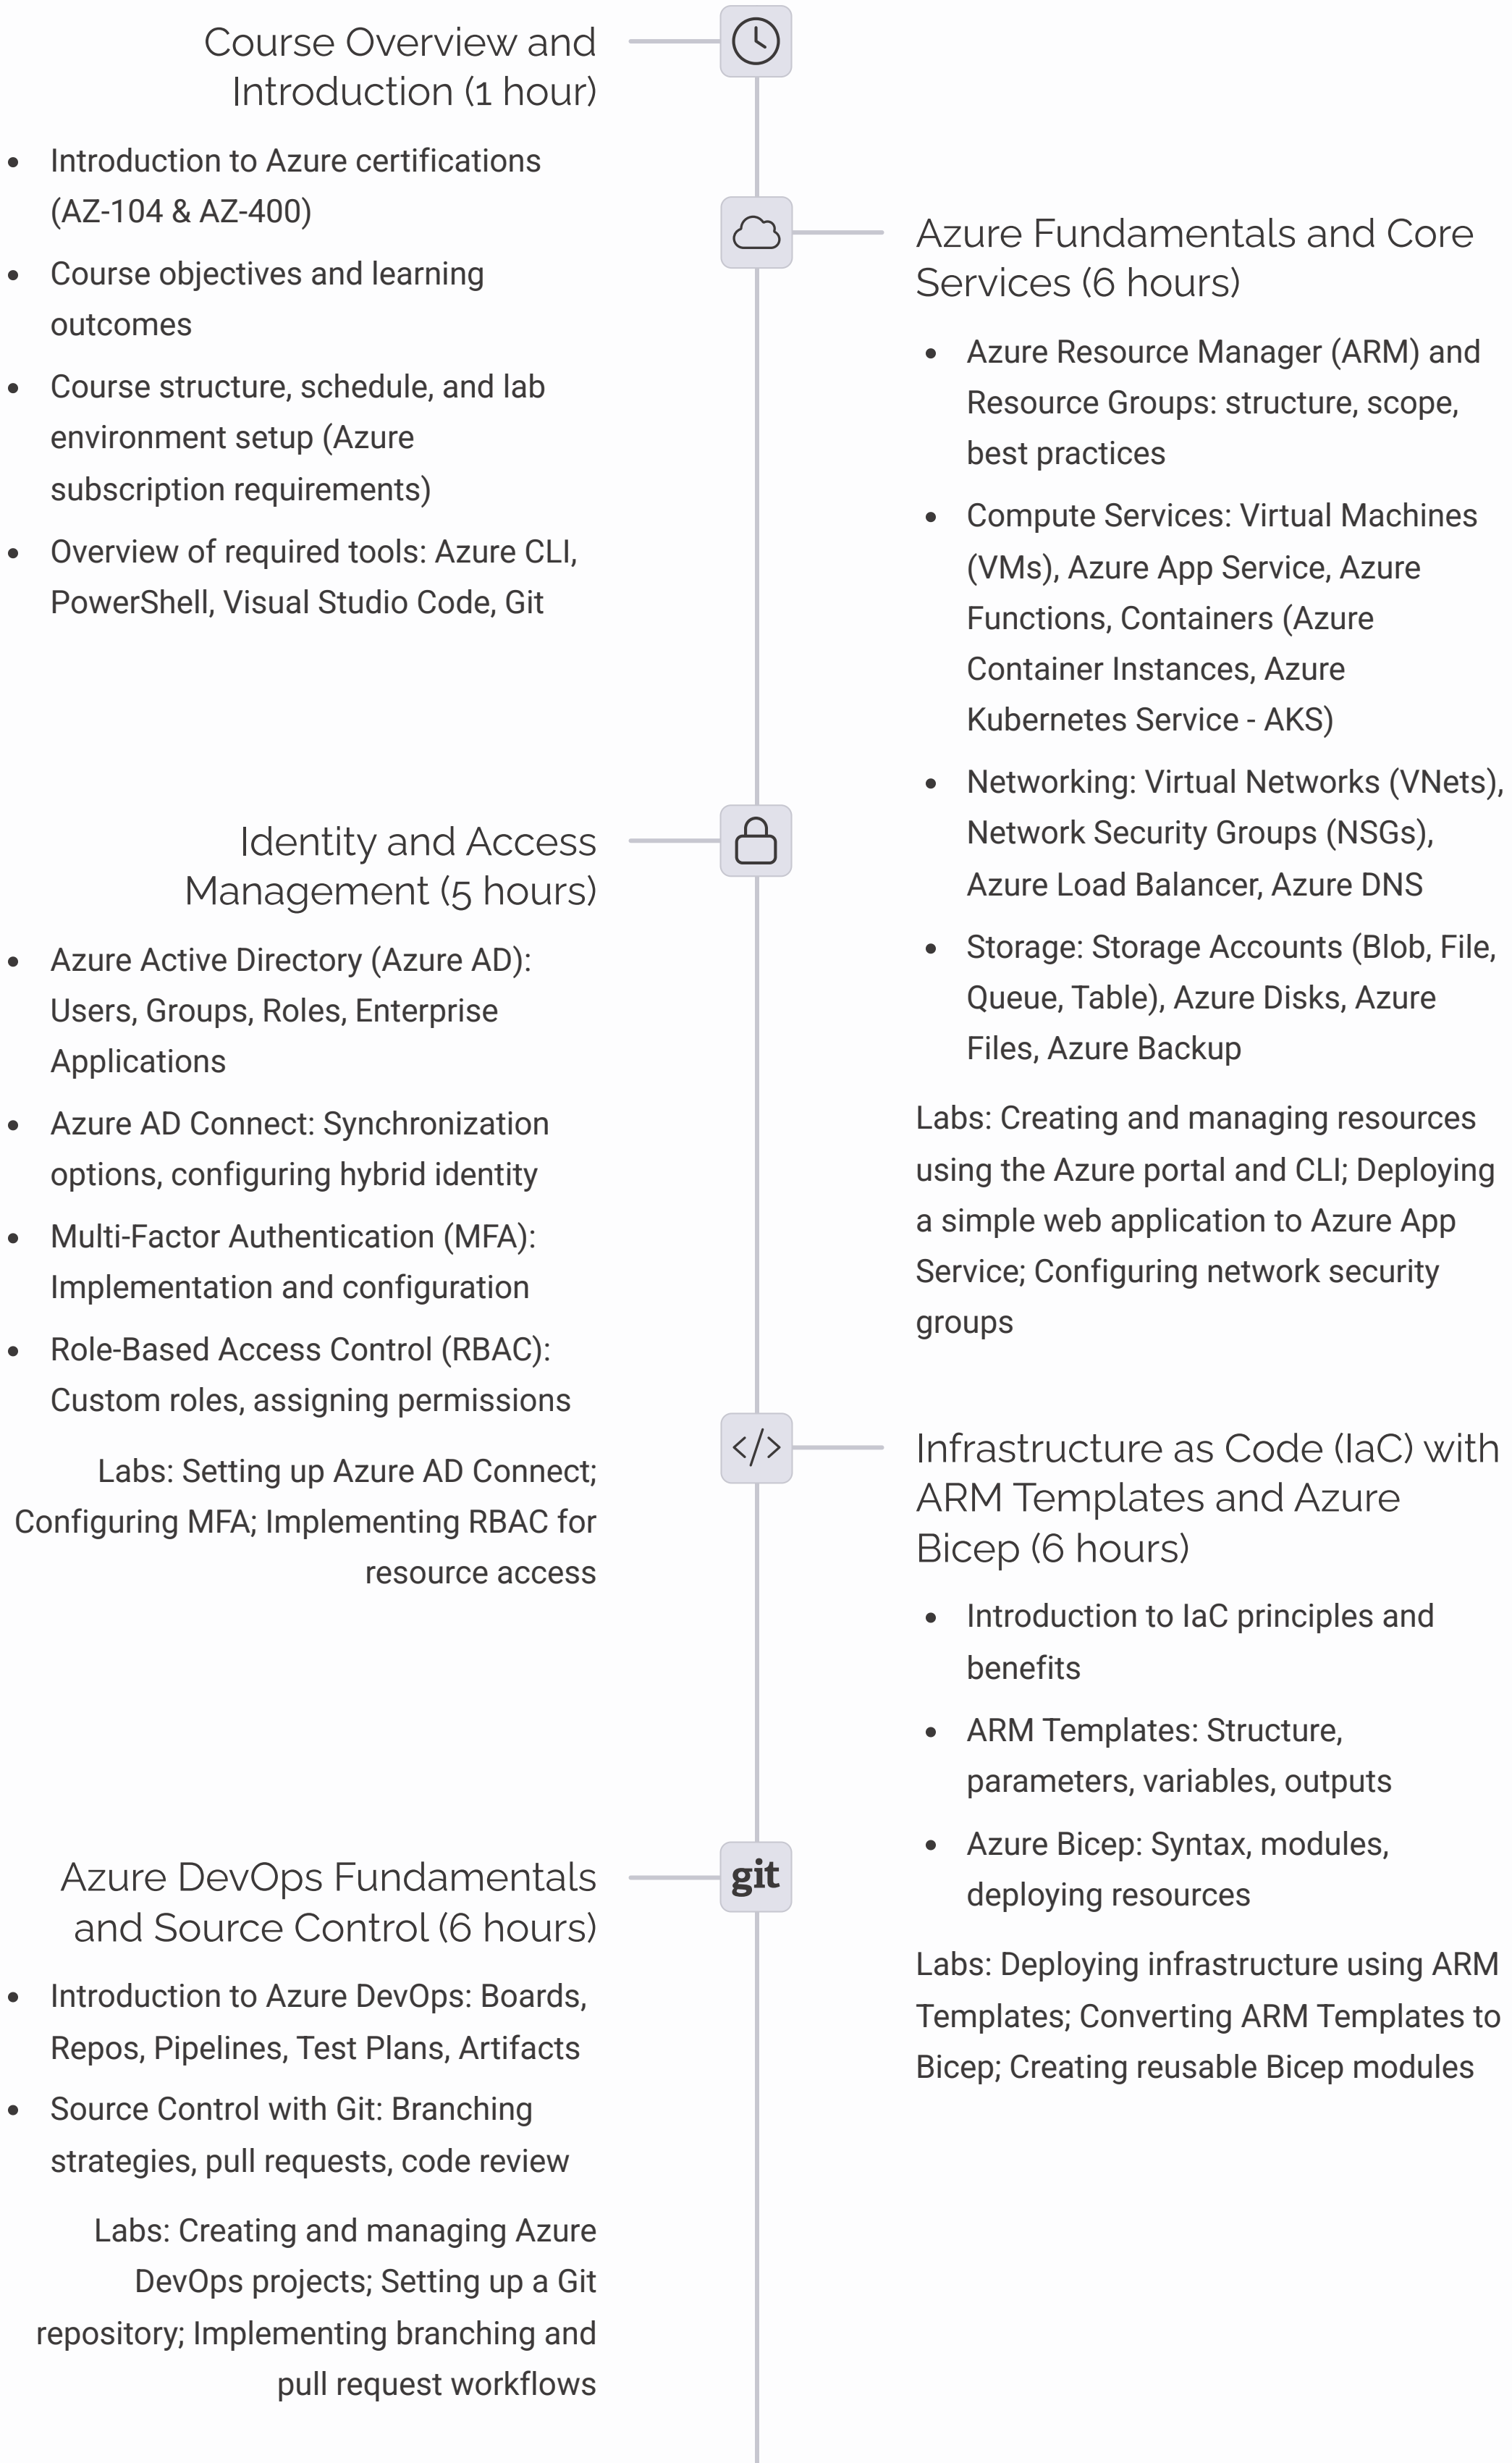 Course Overview and
Introduction (1 hour)
• Introduction to Azure certifications
(AZ-104 & AZ-400)
• Course objectives and learning
outcomes
• Course structure, schedule, and lab
environment setup (Azure
subscription requirements)
• Overview of required tools: Azure CLI,
PowerShell, Visual Studio Code, Git
Azure Fundamentals and Core
Services (6 hours)
• Azure Resource Manager (ARM) and
Resource Groups: structure, scope,
best practices
• Compute Services: Virtual Machines
(VMs), Azure App Service, Azure
Functions, Containers (Azure
Container Instances, Azure
Kubernetes Service - AKS)
• Networking: Virtual Networks (VNets),
Network Security Groups (NSGs),
Azure Load Balancer, Azure DNS
• Storage: Storage Accounts (Blob, File,
Queue, Table), Azure Disks, Azure
Files, Azure Backup
Labs: Creating and managing resources
using the Azure portal and CLI; Deploying
a simple web application to Azure App
Service; Configuring network security
groups
Identity and Access
Management (5 hours)
• Azure Active Directory (Azure AD):
Users, Groups, Roles, Enterprise
Applications
• Azure AD Connect: Synchronization
options, configuring hybrid identity
• Multi-Factor Authentication (MFA):
Implementation and configuration
• Role-Based Access Control (RBAC):
Custom roles, assigning permissions
Labs: Setting up Azure AD Connect;
Configuring MFA; Implementing RBAC for
resource access
</>
Infrastructure as Code (IaC) with
ARM Templates and Azure
Bicep (6 hours)
• Introduction to IaC principles and
benefits
• ARM Templates: Structure,
parameters, variables, outputs
• Azure Bicep: Syntax, modules,
deploying resources
Labs: Deploying infrastructure using ARM
Templates; Converting ARM Templates to
Bicep; Creating reusable Bicep modules
git
Azure DevOps Fundamentals
and Source Control (6 hours)
• Introduction to Azure DevOps: Boards,
Repos, Pipelines, Test Plans, Artifacts
• Source Control with Git: Branching
strategies, pull requests, code review
Labs: Creating and managing Azure
DevOps projects; Setting up a Git
repository; Implementing branching and
pull request workflows